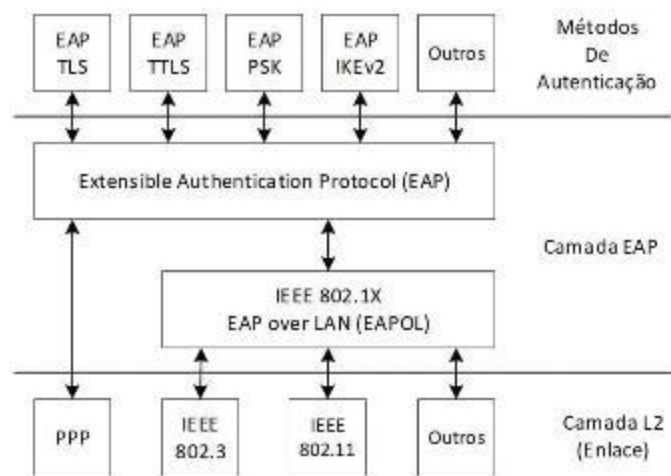 EAP
TLS
EAP
TTLS
EAP
PSK
EAP
IKEv2
Outros
Métodos
De
Autenticação
Extensible Authentication Protocol (EAP)
Camada EAP
IEEE 802.1X
EAP over LAN (EAPOL)
PPP
IEEE
802.3
IEEE
802.11
Outros
Camada L2
(Enlace)